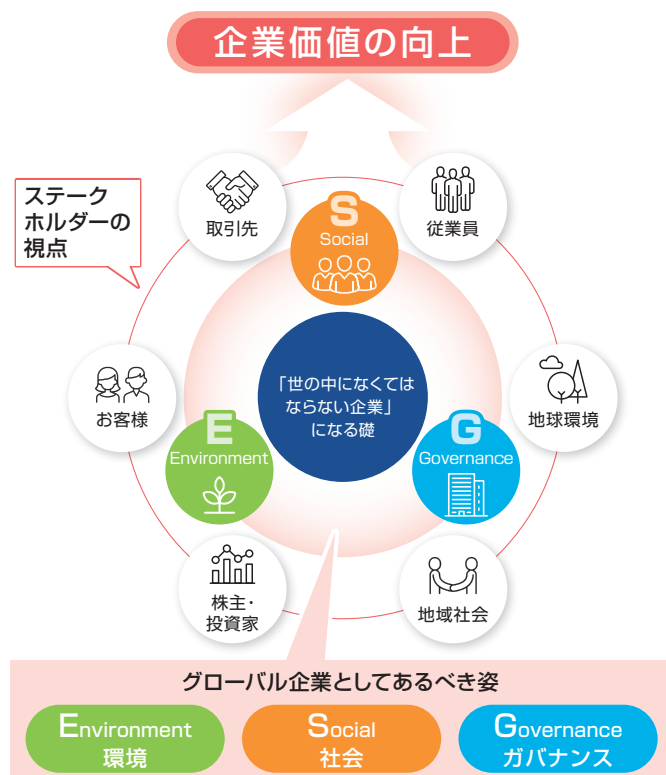 企業価値の向上
ステーク
ホルダーの
視点
取引先
S
Social
従業員
お客様
「世の中になくては
ならない企業」
になる礎
地球環境
E
Environment
G
Governance
株主・
投資家
地域社会
グローバル企業としてあるべき姿
Environment
環境
Social
社会
Governance
ガバナンス